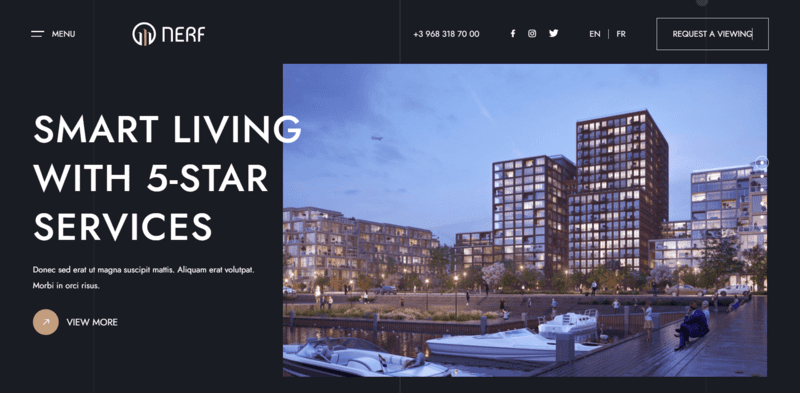 MENU
NERF
+3 968 318 70 00
EN | FR
REQUEST A VIEWING
SMART LIVING
WITH 5-STAR
SERVICES
Donec sed erat ut magna suscipit mattis. Aliquam erat volutpat.
Morbi in orci risus.
VIEW MORE